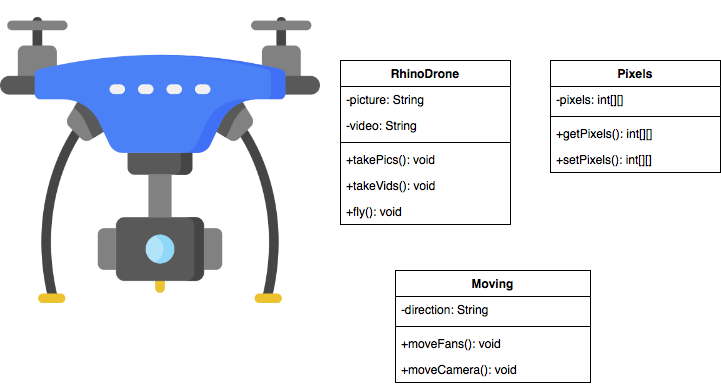 RhinoDrone
-picture: String
-video: String
+takePics(): void
+takeVids(): void
+fly(): void
Pixels
-pixels: int[][]
+getPixels(): int[][]
+setPixels(): int[][]
Moving
-direction: String
+moveFans(): void
+moveCamera(): void